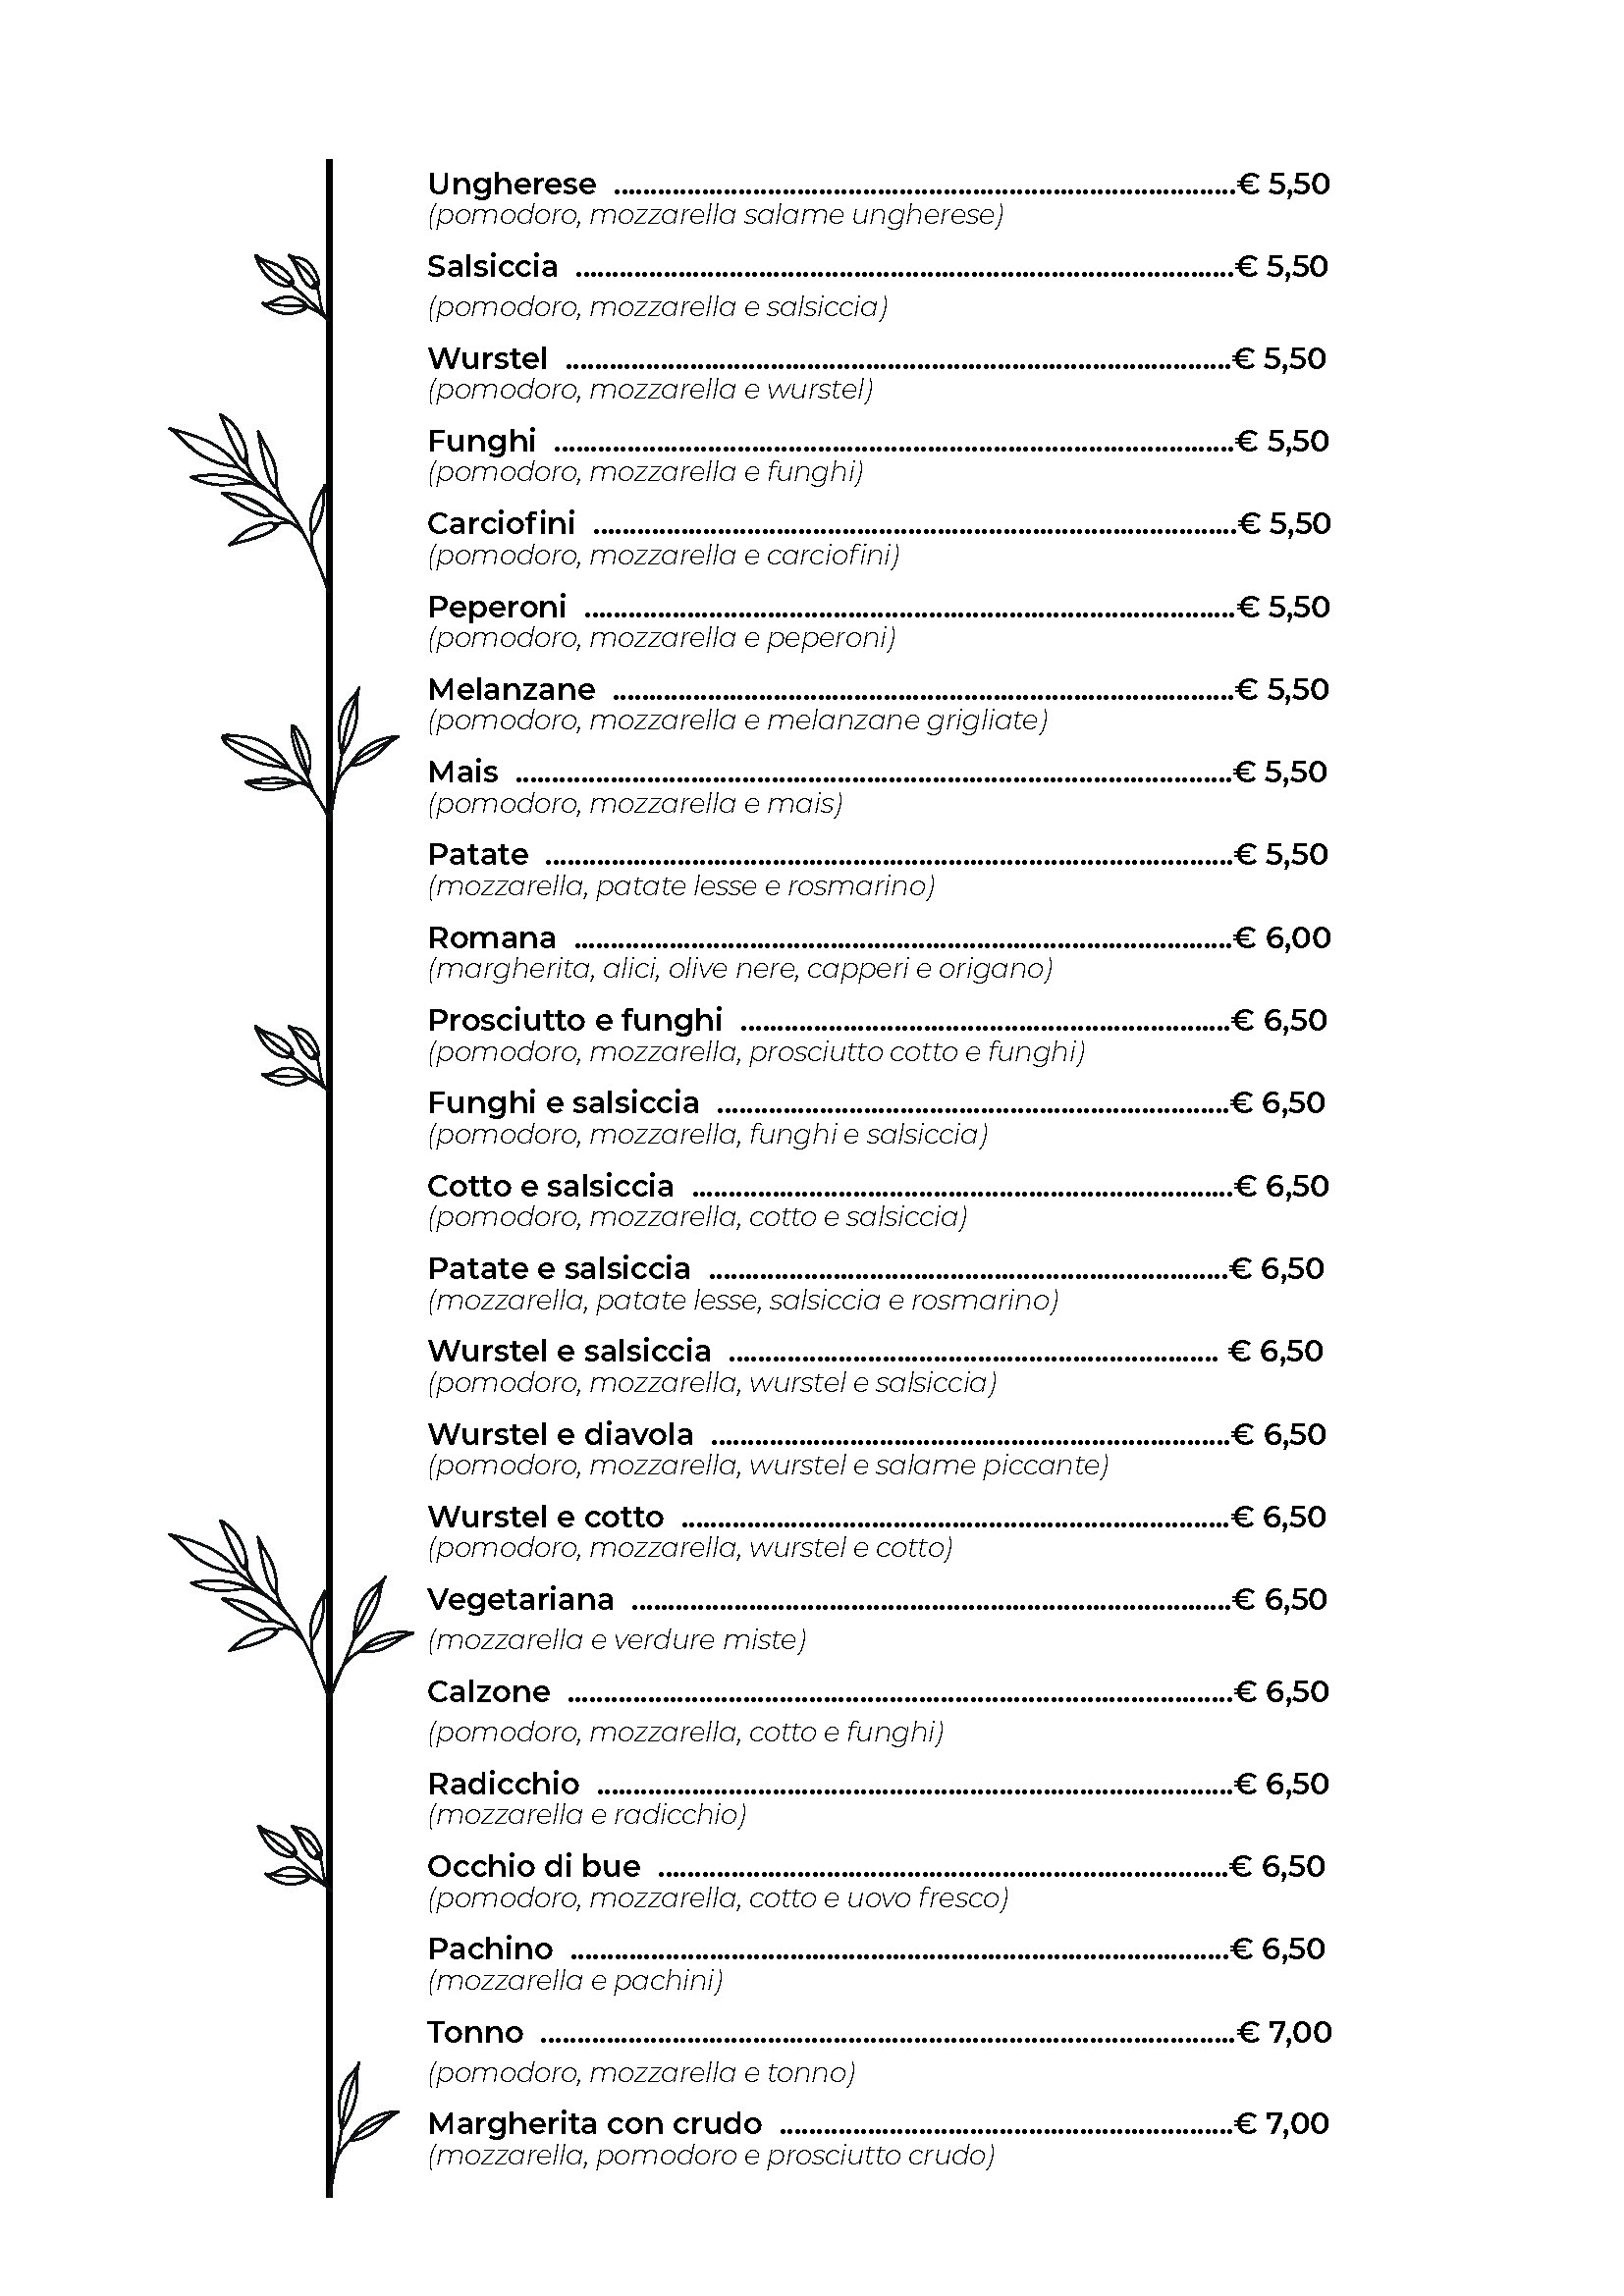 Ungherese ........................................................................................€ 5,50
(pomodoro, mozzarella salame ungherese)
Salsiccia .............................................................................................€ 5,50
(pomodoro, mozzarella e salsiccia)
Wurstel ..............................................................................................€ 5,50
(pomodoro, mozzarella e wurstel)
Funghi ................................................................................................€ 5,50
(pomodoro, mozzarella e funghi)
Carciofini ...........................................................................................€ 5,50
(pomodoro, mozzarella e carciofini)
Peperoni ............................................................................................€ 5,50
(pomodoro, mozzarella e peperoni)
Melanzane ........................................................................................€ 5,50
(pomodoro, mozzarella e melanzane grigliate)
Mais .....................................................................................................€ 5,50
(pomodoro, mozzarella e mais)
Patate .................................................................................................€ 5,50
(mozzarella, patate lesse e rosmarino)
Romana .............................................................................................€ 6,00
(margherita, alici, olive nere, capperi e origano)
Prosciutto e funghi .....................................................................€ 6,50
(pomodoro, mozzarella, prosciutto cotto e funghi)
Funghi e salsiccia ........................................................................€ 6,50
(pomodoro, mozzarella, funghi e salsiccia)
Cotto e salsiccia ............................................................................€ 6,50
(pomodoro, mozzarella, cotto e salsiccia)
Patate e salsiccia .........................................................................€ 6,50
(mozzarella, patate lesse, salsiccia e rosmarino)
Wurstel e salsiccia ..................................................................... € 6,50
(pomodoro, mozzarella, wurstel e salsiccia)
Wurstel e diavola .........................................................................€ 6,50
(pomodoro, mozzarella, wurstel e salame piccante)
Wurstel e cotto .............................................................................€ 6,50
(pomodoro, mozzarella, wurstel e cotto)
Vegetariana .....................................................................................€ 6,50
(mozzarella e verdure miste)
Calzone ..............................................................................................€ 6,50
(pomodoro, mozzarella, cotto e funghi)
Radicchio ..........................................................................................€ 6,50
(mozzarella e radicchio)
Occhio di bue ................................................................................€ 6,50
(pomodoro, mozzarella, cotto e uovo fresco)
Pachino .............................................................................................€ 6,50
(mozzarella e pachini)
Tonno ..................................................................................................€ 7,00
(pomodoro, mozzarella e tonno)
Margherita con crudo ................................................................€ 7,00
(mozzarella, pomodoro e prosciutto crudo)